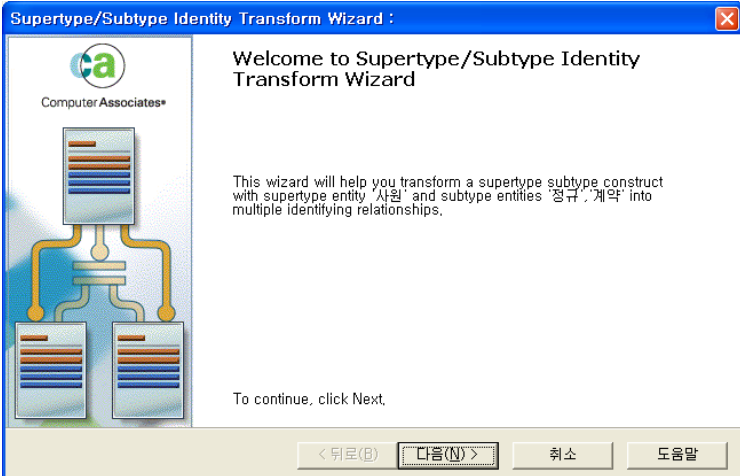 Supertype/Subtype Identity Transform Wizard :
ca
Computer Associates®
Welcome to Supertype/Subtype Identity
Transform Wizard
This wizard will help you transform a supertype subtype construct
with supertype entity '사원' and subtype entities '정규','계약' into
multiple identifying relationships.
To continue, click Next.
< 뒤로(B)
다음(N) >
취소
도움말